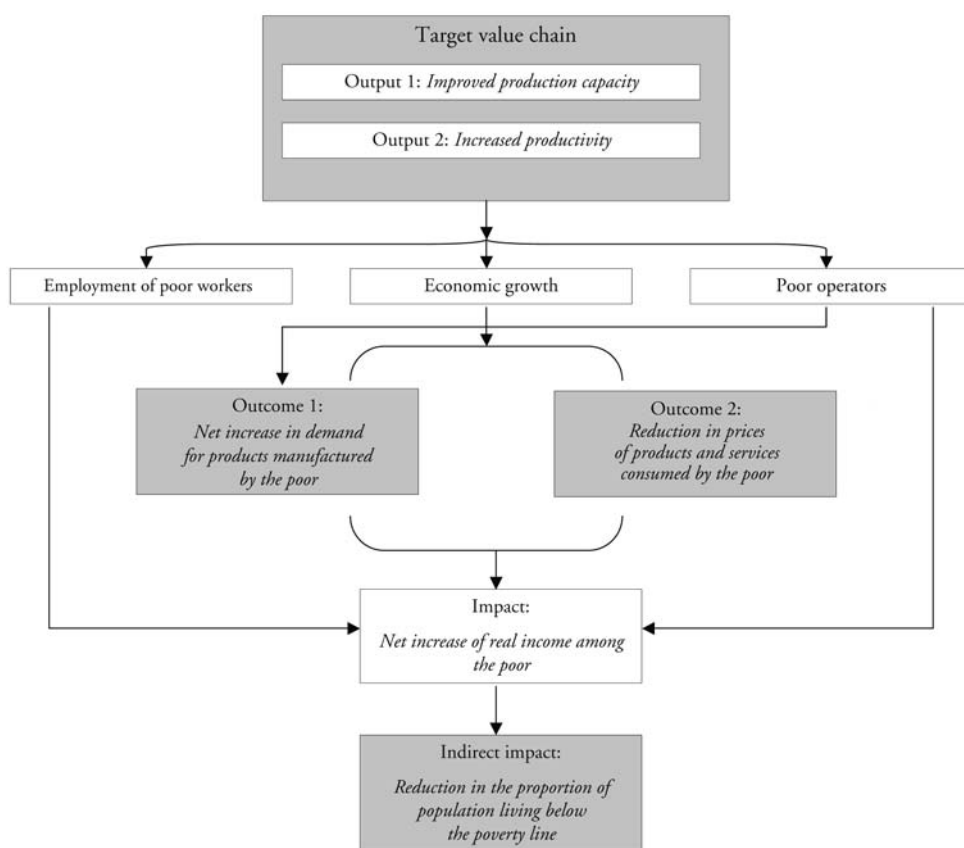 Target value chain
Output 1: Improved production capacity
Output 2: Increased productivity
Employment of poor workers
Economic growth
Poor operators
Outcome 1:
Net increase in demand
for products manufactured
by the poor
Outcome 2:
Reduction in prices
of products and services
consumed by the poor
Impact:
Net increase of real income among
the poor
Indirect impact:
Reduction in the proportion of
population living below
the poverty line